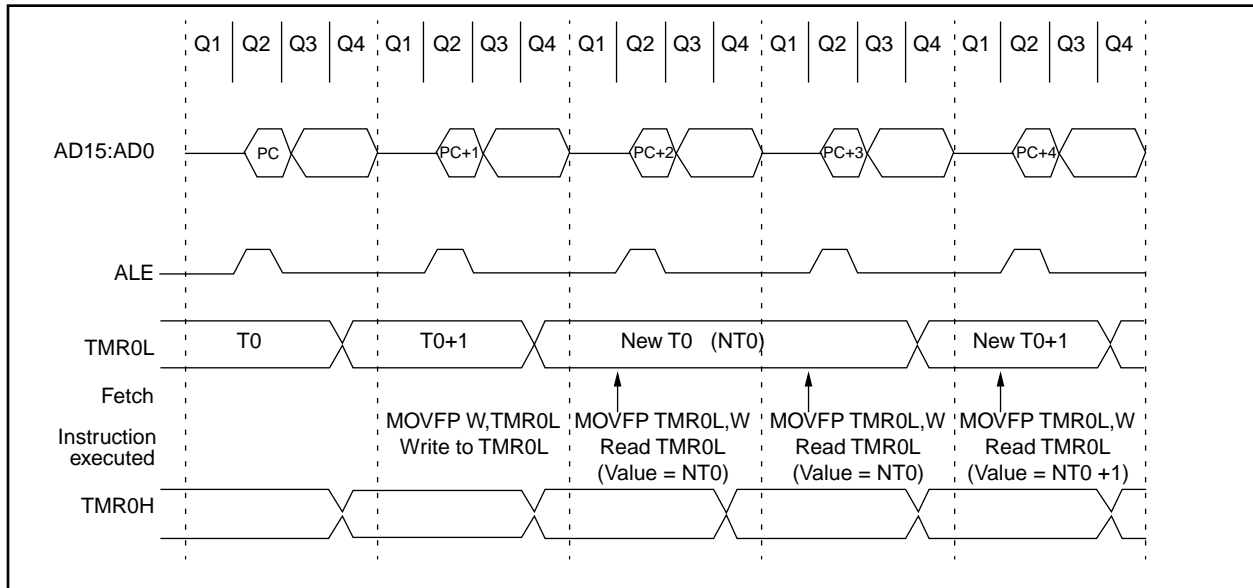 Q1 Q2 Q3 Q4 Q1 Q2 Q3 Q4 Q1 Q2 Q3 Q4 Q1 Q2 Q3 Q4 Q1 Q2 Q3 Q4
AD15:AD0 PC PC+1 PC+2 PC+3 PC+4
ALE
TMR0L T0 T0+1 New T0 (NT0) New T0+1
Fetch
Instruction executed
MOVFP W,TMR0L
Write to TMR0L
MOVFP TMR0L,W
Read TMR0L
(Value = NT0)
MOVFP TMR0L,W
Read TMR0L
(Value = NT0)
MOVFP TMR0L,W
Read TMR0L
(Value = NT0 +1)
TMR0H